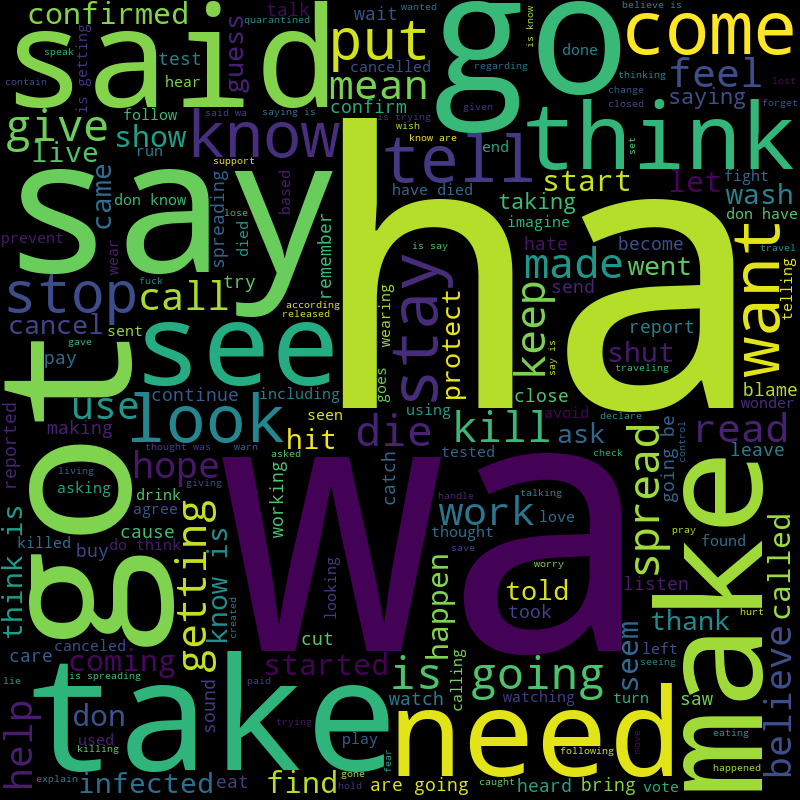 confirmed
is getting
said
guess
talk
quarantined
test
hear
wait
cancelled
put
mean
confirm
wanted
regarding
speak
contain
go
is know
believe is
done
come
thinking
lost
change
closed
forget
feel
saying
give
live
follow
show
run
said wa
saying is
know
support
is trying
wish
know are
given
end
tell
have died
think
set
let
fight
wash
don have
came
don know
spreading
died
lose
based
remember
say
ha
taking
imagine
start
hate
send
become
made
went
want
travel
telling
prevent
wear
try
fuck
according
released
stop
call
cancel
sent
gave
pay
see
stay
wearing
is say
protect
keep
say is
report
traveling
shut
blame
wonder
buy
got
use
continue
including
look
seen
goes
close
using
avoid
declare
hit
die
kill
ask
read
leave
reported
making
thought was
warn
living
asking
giving
hope
asked
tested
check
going be
control
drink
agree
working
catch
wa
handle
talking
work
love
spread
make
found
pray
think is
killed
cause
buy
do think
getting
know is
created
looking
thought
save
worry
told
took
listen
called
hurt
care
canceled
coming
cut
started
happen
thank
believe
lie
is spreading
paid
sound
is going
calling
seem
left
seeing
watch
watching
turn
saw
help
don
used
killing
take
trying
play
need
following
move
eating
happened
explain
infected
eat
find
gone
hold
fear
are going
caught
heard
bring
vote